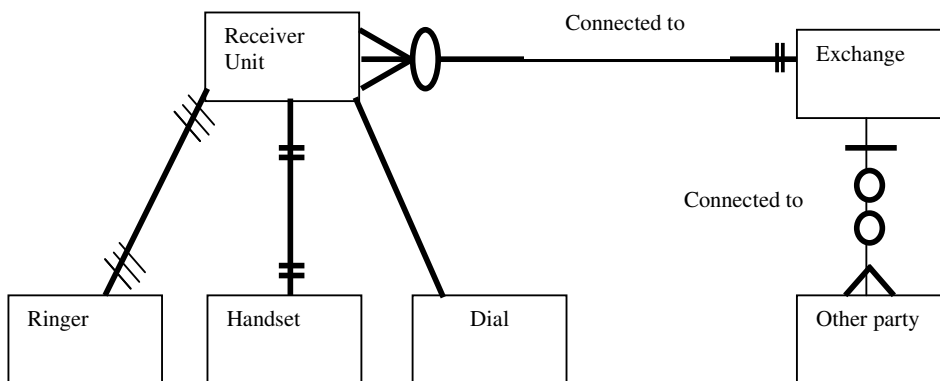 Connected to
Receiver
Unit
Exchange
Connected to
Ringer
Handset
Dial
Other party